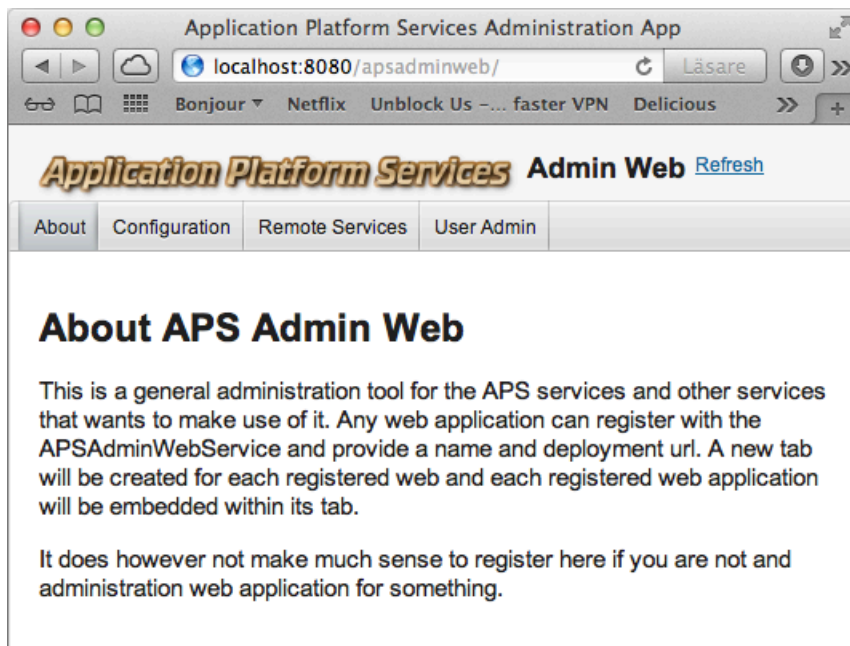 Application Platform Services Administration App
localhost:8080/apsadminweb/ Läsare
Bonjour Netflix Unblock Us –... faster VPN Delicious
Application Platform Services Admin Web Refresh
About Configuration Remote Services User Admin
About APS Admin Web
This is a general administration tool for the APS services and other services
that wants to make use of it. Any web application can register with the
APSAdminWebService and provide a name and deployment url. A new tab
will be created for each registered web and each registered web application
will be embedded within its tab.
It does however not make much sense to register here if you are not and
administration web application for something.